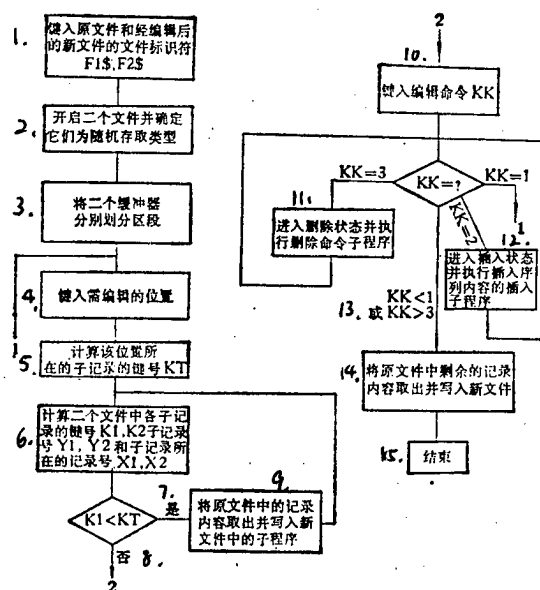 1.
键入原文件和经编辑后
的新文件的文件标识符
F1$,F2$
2.
开启二个文件并确定
它们为随机存取类型
3.
将二个缓冲器
分别划分区段
1
4.
键入需编辑的位置
5.
计算该位置所
在的子记录的键号KT
6.
计算二个文件中各子记
录的键号K1,K2子记录
号Y1,Y2和子记录所
在的记录号X1,X2
K1<KT
7.
是
9.
将原文件中的记录
内容取出并写入新
文件中的子程序
否
8.
2
2
10.
键入编辑命令KK
KK=?
KK=3
KK=1
KK=2
1
11.
进入删除状态并执
行删除命令子程序
12.
进入插入状态
并执行插入序
列内容的插入
子程序
13.
KK<1
或KK>3
14.
将原文件中剩余的记录
内容取出并写入新文件
15.
结束